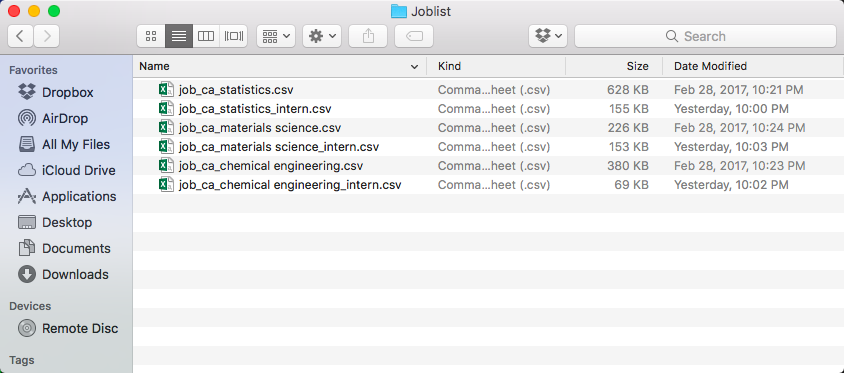 Joblist
Search
Favorites
Dropbox
AirDrop
All My Files
iCloud Drive
Applications
Desktop
Documents
Downloads
Devices
Remote Disc
Tags
Name Kind Size Date Modified
job_ca_statistics.csv Comma...heet (.csv) 628 KB Feb 28, 2017, 10:21 PM
job_ca_statistics_intern.csv Comma...heet (.csv) 155 KB Yesterday, 10:00 PM
job_ca_materials science.csv Comma...heet (.csv) 226 KB Feb 28, 2017, 10:24 PM
job_ca_materials science_intern.csv Comma...heet (.csv) 153 KB Yesterday, 10:03 PM
job_ca_chemical engineering.csv Comma...heet (.csv) 380 KB Feb 28, 2017, 10:23 PM
job_ca_chemical engineering_intern.csv Comma...heet (.csv) 69 KB Yesterday, 10:02 PM